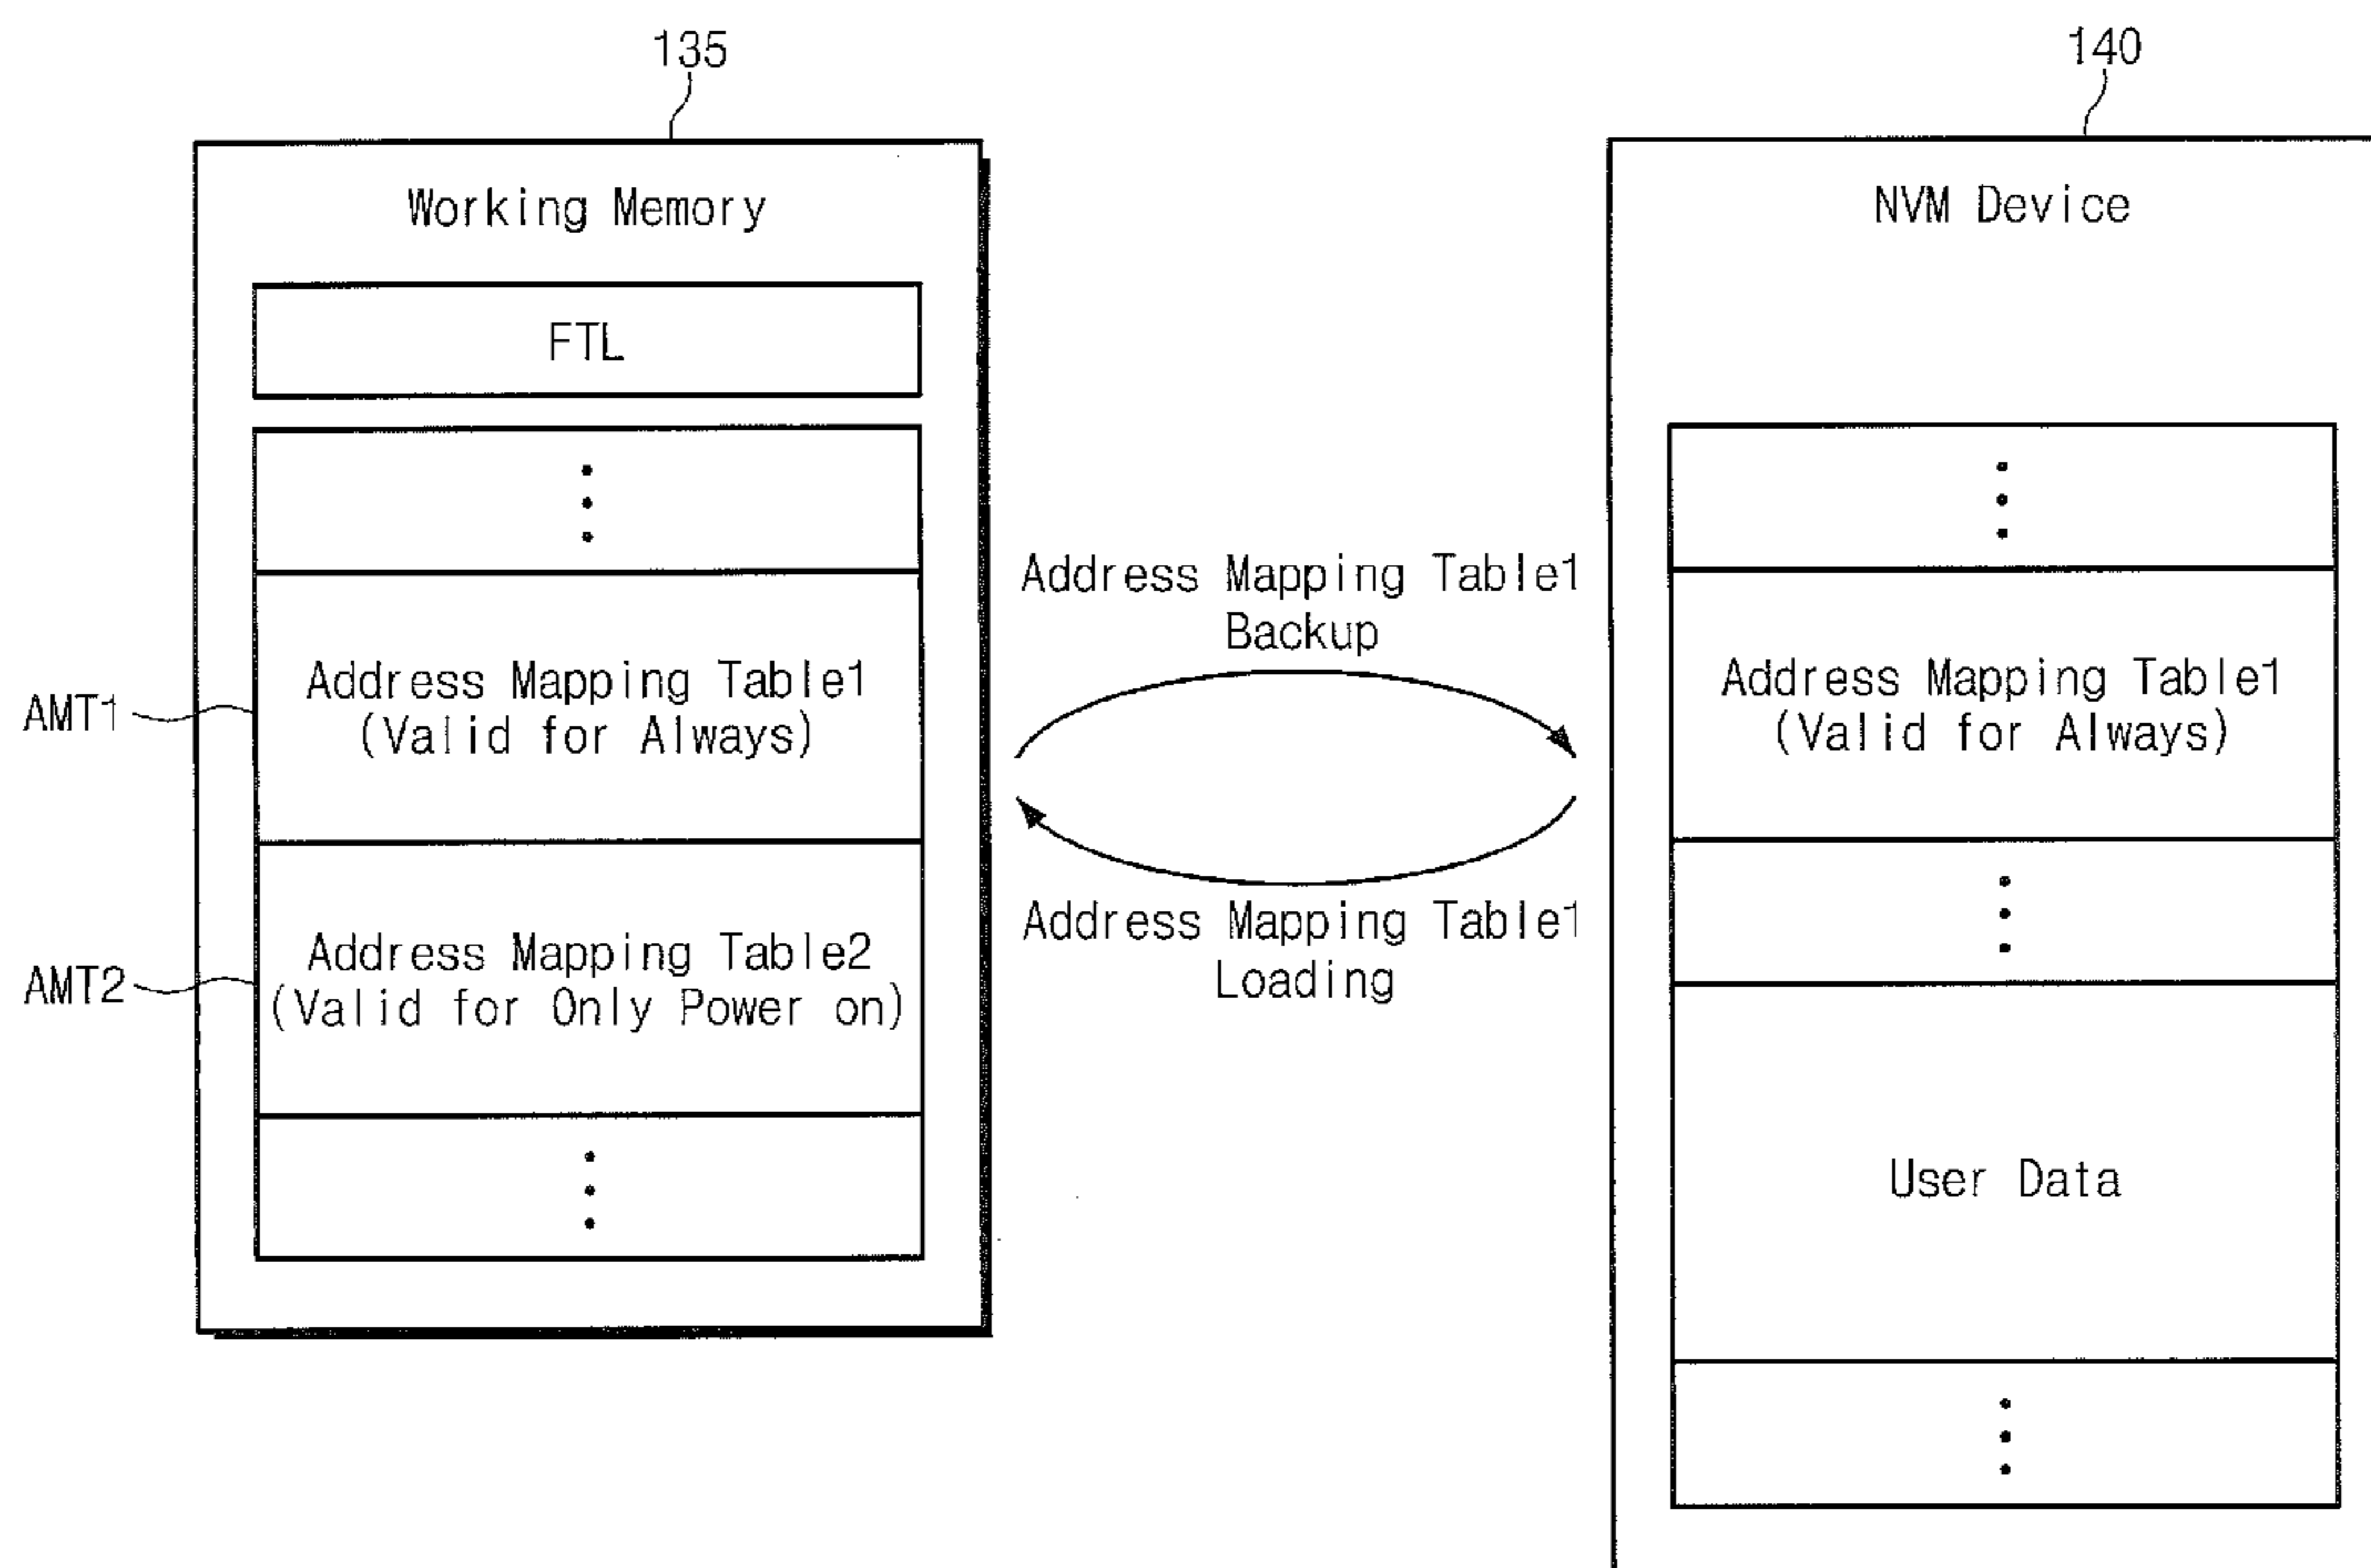 135
Working Memory
FTL
AMT1
Address Mapping Table1
(Valid for Always)
AMT2
Address Mapping Table2
(Valid for Only Power on)
Address Mapping Table1
Backup
Address Mapping Table1
Loading
140
NVM Device
Address Mapping Table1
(Valid for Always)
User Data